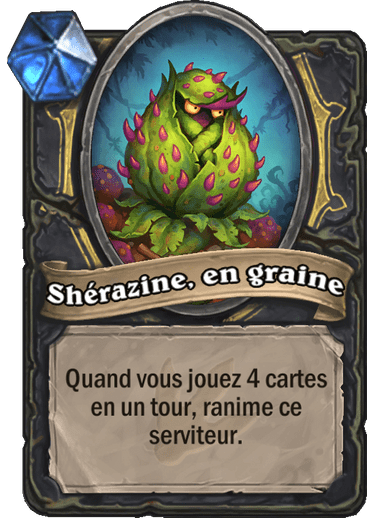 Shérazine, en graine
Quand vous jouez 4 cartes
en un tour, ranime ce
serviteur.